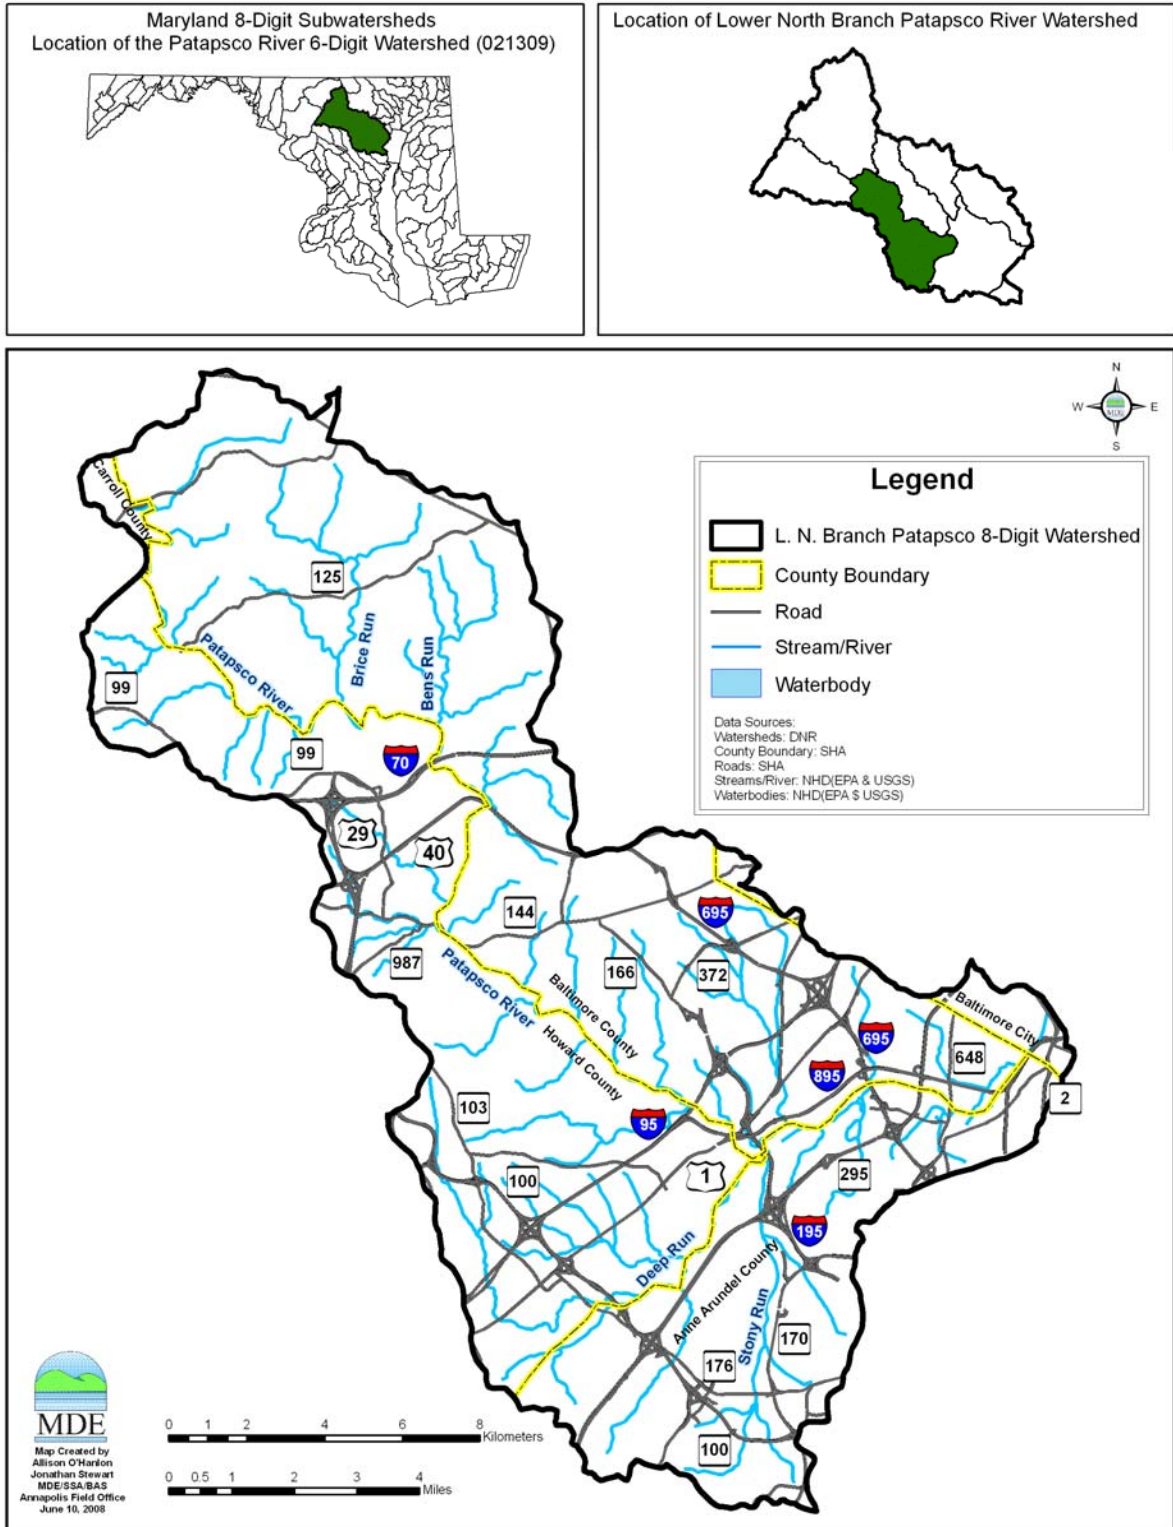 Maryland 8-Digit Subwatersheds
Location of the Patapsco River 6-Digit Watershed (021309)
Location of Lower North Branch Patapsco River Watershed
N
W
E
MDE
S
Legend
L. N. Branch Patapsco 8-Digit Watershed
County Boundary
Road
Stream/River
Waterbody
Data Sources:
Watersheds: DNR
County Boundary: SHA
Roads: SHA
Streams/River: NHD(EPA & USGS)
Waterbodies: NHD(EPA $ USGS)
Carroll County
125
Patapsco River
Brice Run
Bens Run
99
99
70
29
40
144
695
987
166
372
Patapsco River
Baltimore County
Howard County
Baltimore City
695
648
895
2
103
95
100
1
295
195
Deep Run
Anne Arundel County
Stony Run
170
176
100
MDE
Map Created by
Allison O'Hanlon
Jonathan Stewart
MDE/SSA/BAS
Annapolis Field Office
June 10, 2008
0 1 2 4 6 8
Kilometers
0 0.5 1 2 3 4
Miles